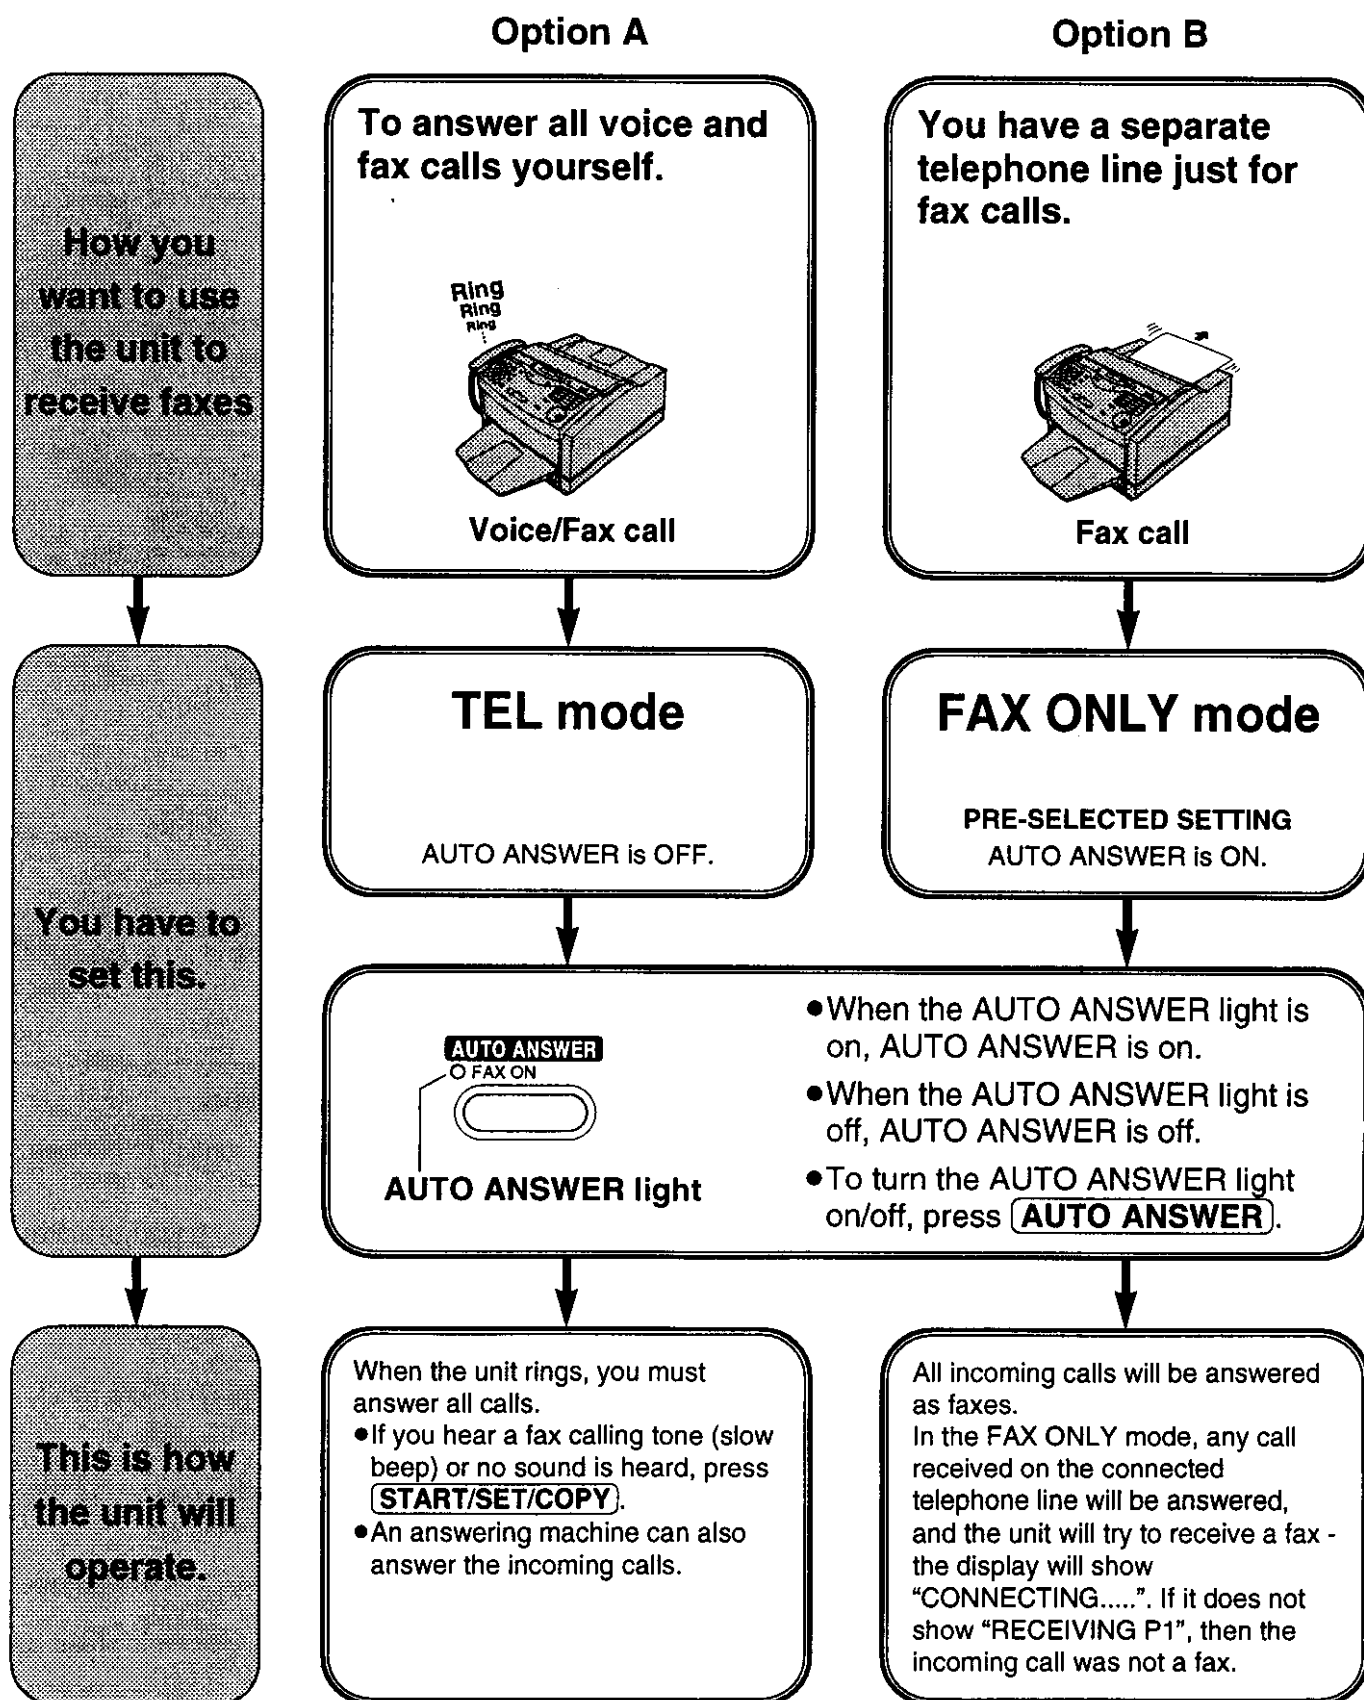 Option A
Option B
How you
want to use
the unit to
receive faxes
To answer all voice and
fax calls yourself.
Ring
Ring
Ring
Voice/Fax call
You have a separate
telephone line just for
fax calls.
Fax call
You have to
set this.
TEL mode
AUTO ANSWER is OFF.
FAX ONLY mode
PRE-SELECTED SETTING
AUTO ANSWER is ON.
AUTO ANSWER
FAX ON
AUTO ANSWER light
●When the AUTO ANSWER light is
on, AUTO ANSWER is on.
●When the AUTO ANSWER light is
off, AUTO ANSWER is off.
●To turn the AUTO ANSWER light
on/off, press AUTO ANSWER.
This is how
the unit will
operate.
When the unit rings, you must
answer all calls.
●If you hear a fax calling tone (slow
beep) or no sound is heard, press
START/SET/COPY.
●An answering machine can also
answer the incoming calls.
All incoming calls will be answered
as faxes.
In the FAX ONLY mode, any call
received on the connected
telephone line will be answered,
and the unit will try to receive a fax -
the display will show
“CONNECTING.....”. If it does not
show “RECEIVING P1”, then the
incoming call was not a fax.